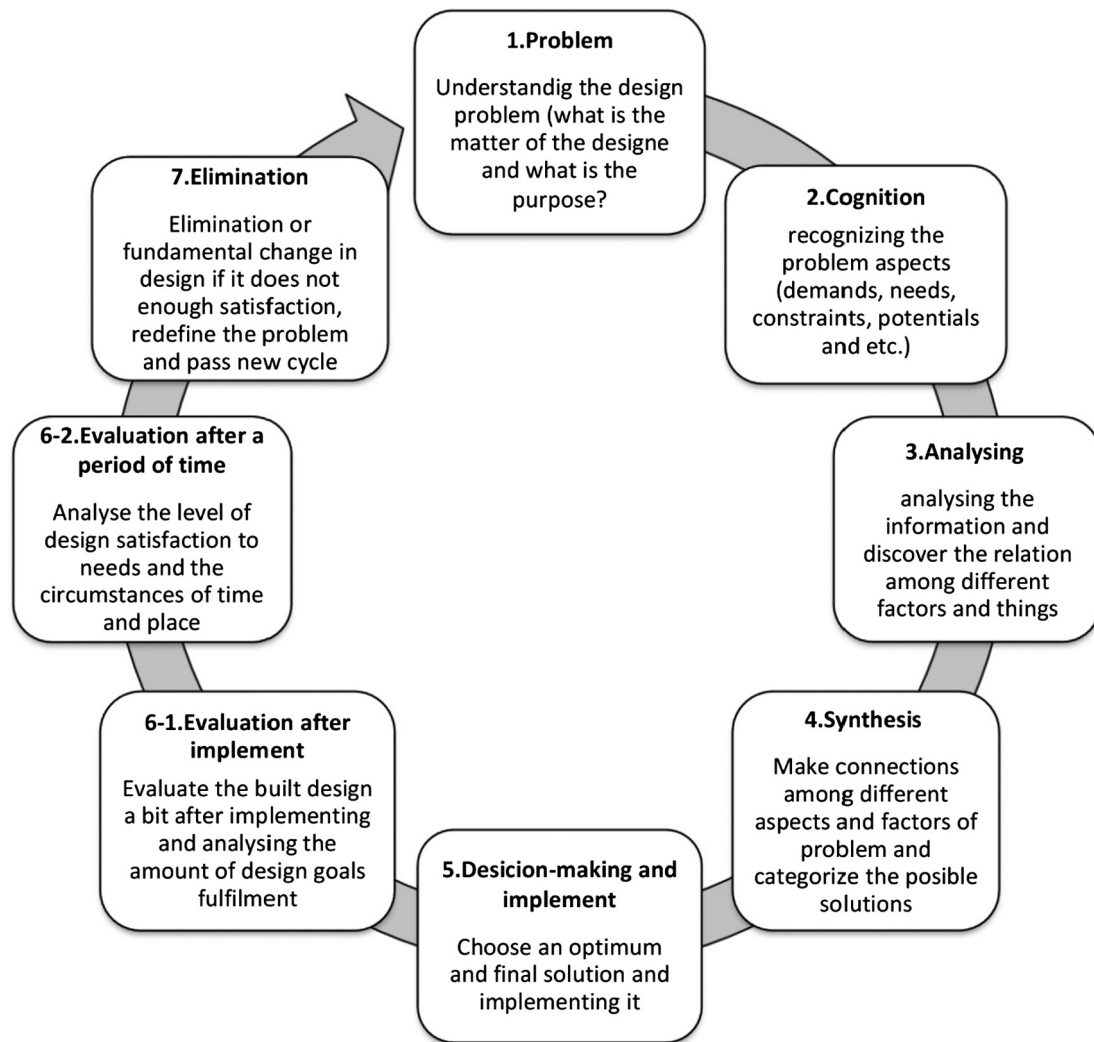 1.Problem
Understandig the design
problem (what is the
matter of the designe
and what is the
purpose?
2.Cognition
recognizing the
problem aspects
(demands, needs,
constraints, potentials
and etc.)
3.Analysing
analysing the
information and
discover the relation
among different
factors and things
4.Synthesis
Make connections
among different
aspects and factors of
problem and
categorize the posible
solutions
5.Desicion-making and
implement
Choose an optimum
and final solution and
implementing it
6-1.Evaluation after
implement
Evaluate the built design
a bit after implementing
and analysing the
amount of design goals
fulfilment
6-2.Evaluation after a
period of time
Analyse the level of
design satisfaction to
needs and the
circumstances of time
and place
7.Elimination
Elimination or
fundamental change in
design if it does not
enough satisfaction,
redefine the problem
and pass new cycle